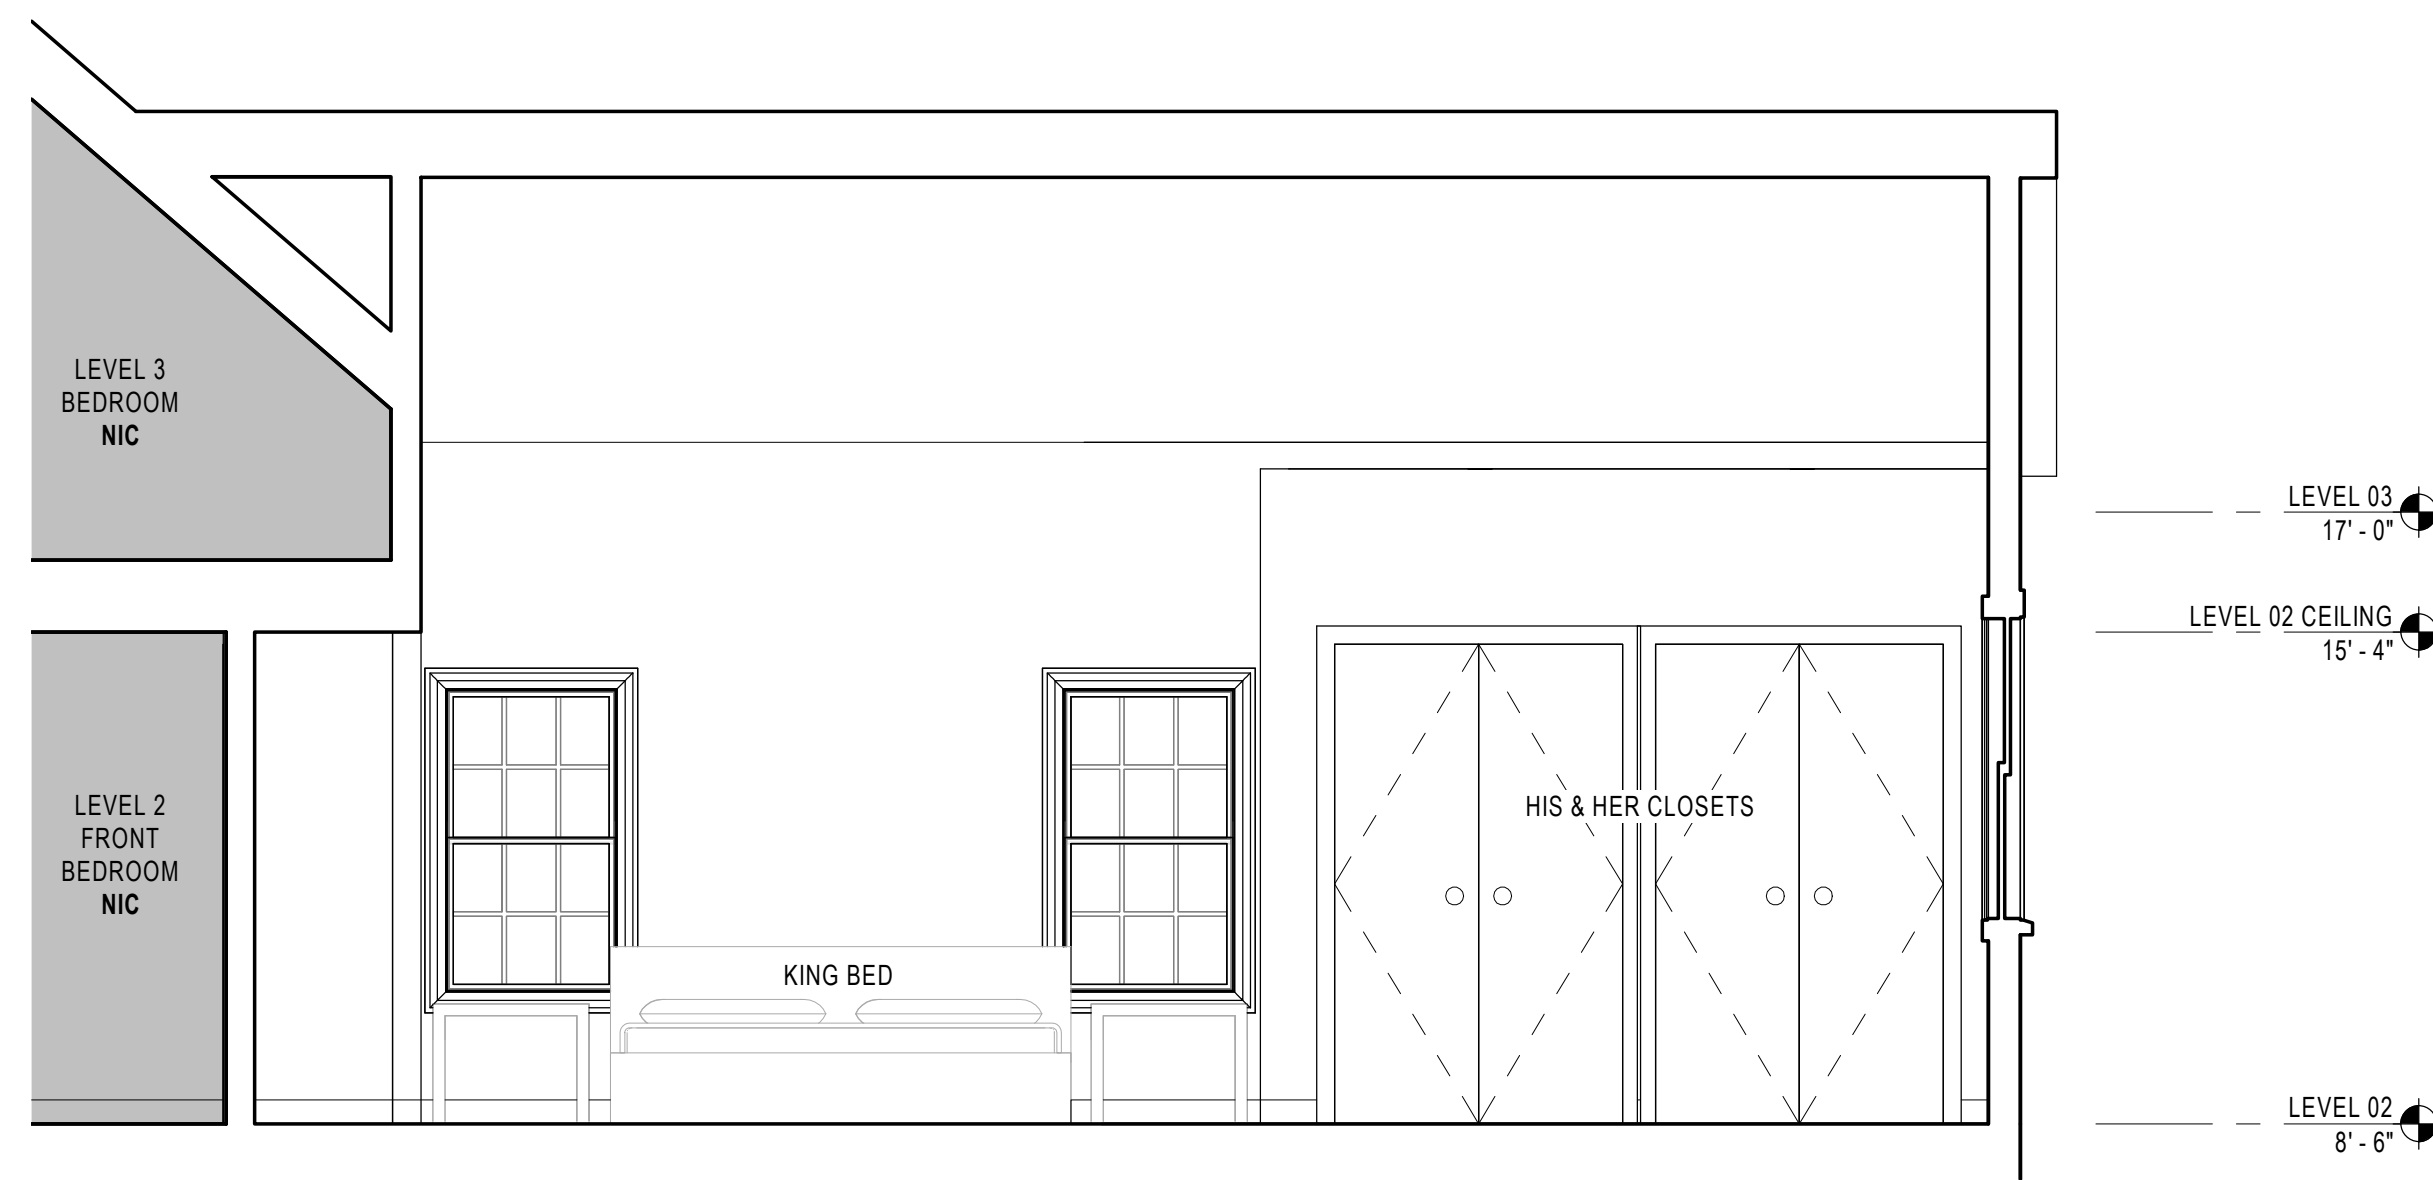 LEVEL 3
BEDROOM
NIC
LEVEL 03
17' - 0"
LEVEL 02 CEILING
15' - 4"
LEVEL 2
FRONT
BEDROOM
NIC
HIS & HER CLOSETS
KING BED
LEVEL 02
8' - 6"